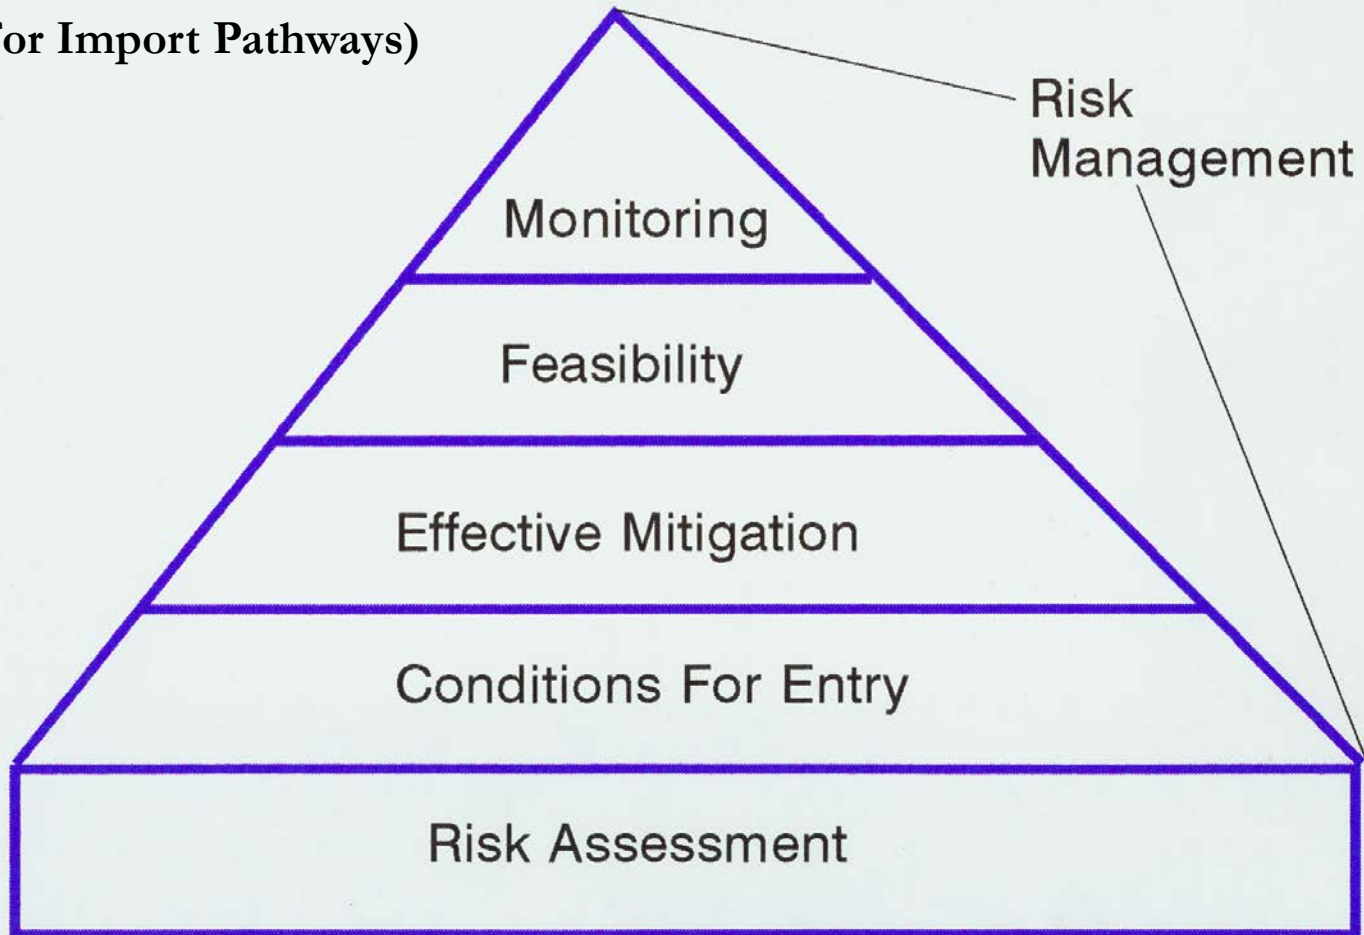 For Import Pathways)
Risk
Management
Monitoring
Feasibility
Effective Mitigation
Conditions For Entry
Risk Assessment